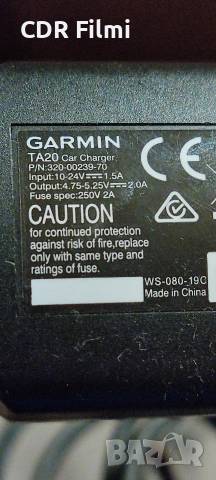 CDR Filmi
GARMIN
TA20 Car Charger
P/N:320-00239-70
Input:10-24V⎓1.5A
Output:4.75-5.25V⎓2.0A
Fuse spec:250V 2A
CAUTION
for continued protection
against risk of fire,replace
only with same type and
ratings of fuse.
WS-080-19C
Made in China
BAZAR